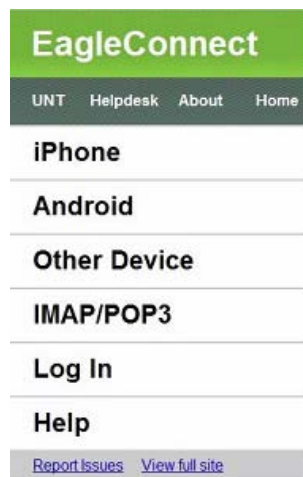 EagleConnect
UNT Helpdesk About Home
iPhone
Android
Other Device
IMAP/POP3
Log In
Help
Report Issues View full site